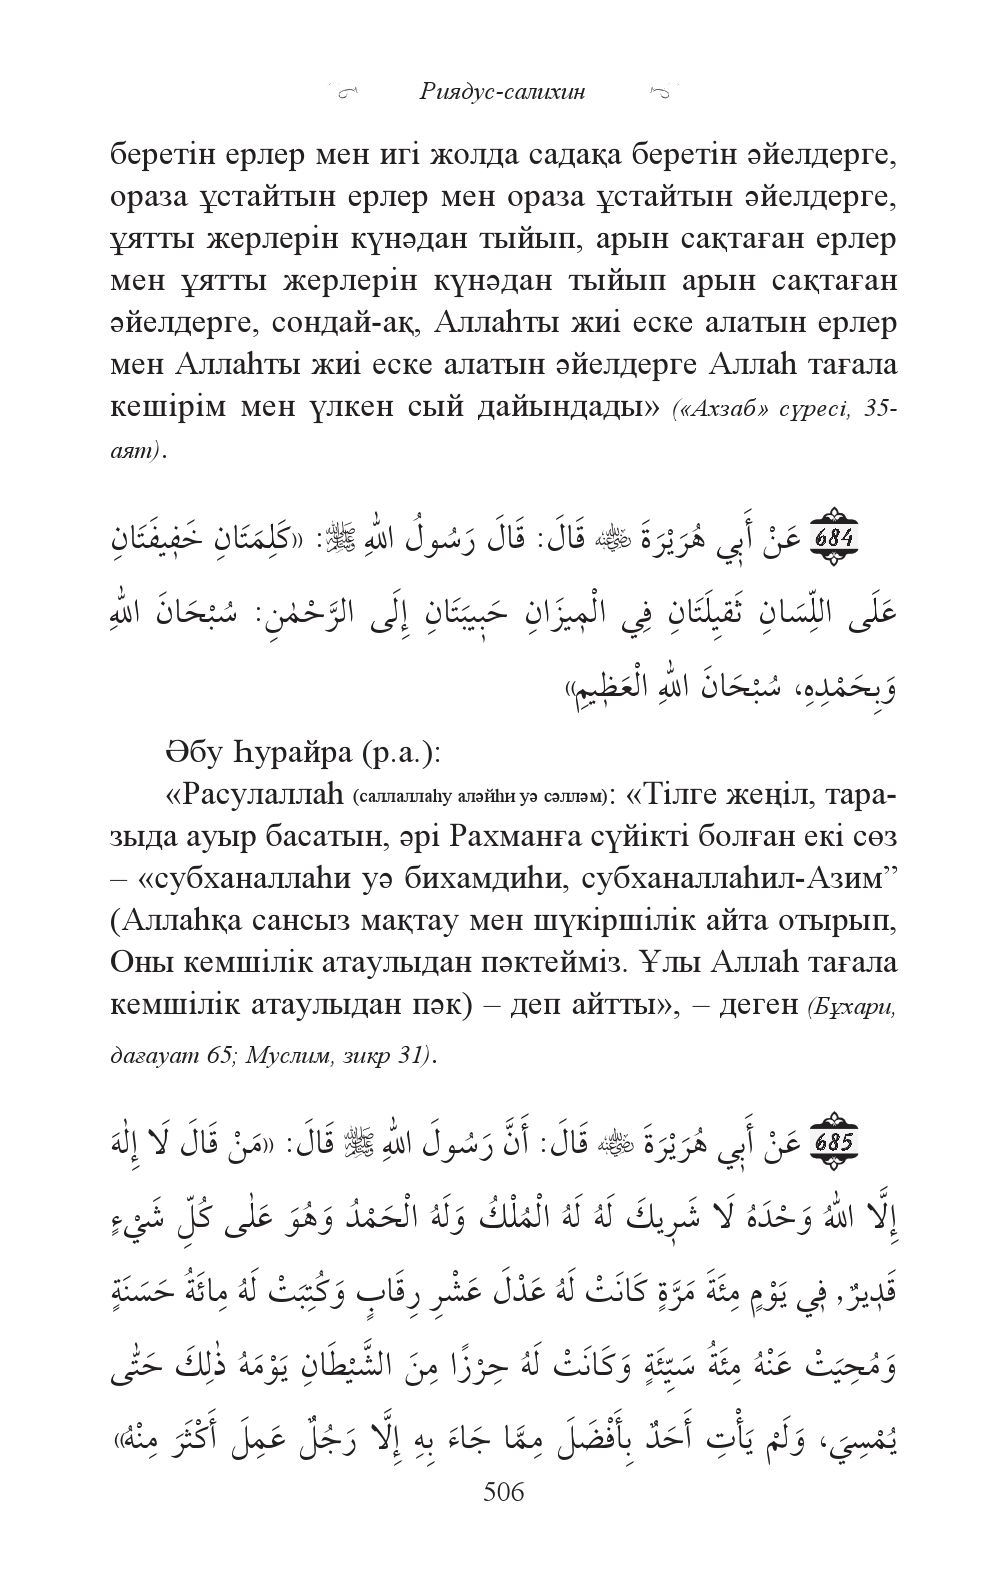 Риядус-салихин
беретін ерлер мен игі жолда садақа беретін әйелдерге,
ораза ұстайтын ерлер мен ораза ұстайтын әйелдерге,
ұятты жерлерін күнәдан тыйып, арын сақтаған ерлер
мен ұятты жерлерін күнәдан тыйып арын сақтаған
әйелдерге, сондай-ақ, Аллаһты жиі еске алатын ерлер
мен Аллаһты жиі еске алатын әйелдерге Аллаһ тағала
кешірім мен үлкен сый дайындады» («Ахзаб» сүресі, 35-
аят).
684 عَنْ أَبِي هُرَيْرَةَ ﵁ قَالَ: قَالَ رَسُولُ اللهِ ﷺ: «كَلِمَتَانِ خَفِيفَتَانِ
عَلَى اللِّسَانِ ثَقِيلَتَانِ فِي الْمِيزَانِ حَبِيبَتَانِ إِلَى الرَّحْمٰنِ: سُبْحَانَ اللهِ
وَبِحَمْدِهِ، سُبْحَانَ اللهِ الْعَظِيمِ»
Әбу Һурайра (р.а.):
«Расулаллаһ (саллаллаһу аләйһи уә сәлләм): «Тілге жеңіл, тара-
зыда ауыр басатын, әрі Рахманға сүйікті болған екі сөз
– «субханаллаһи уә бихамдиһи, субханаллаһил-Азим”
(Аллаһқа сансыз мақтау мен шүкіршілік айта отырып,
Оны кемшілік атаулыдан пәктейміз. Ұлы Аллаһ тағала
кемшілік атаулыдан пәк) – деп айтты», – деген (Бұхари,
дағауат 65; Муслим, зикр 31).
685 عَنْ أَبِي هُرَيْرَةَ ﵁ قَالَ: أَنَّ رَسُولَ اللهِ ﷺ قَالَ: «مَنْ قَالَ لَا إِلٰهَ
إِلَّا اللهُ وَحْدَهُ لَا شَرِيكَ لَهُ لَهُ الْمُلْكُ وَلَهُ الْحَمْدُ وَهُوَ عَلٰى كُلِّ شَيْءٍ
قَدِيرٌ, فِي يَوْمٍ مِئَةَ مَرَّةٍ كَانَتْ لَهُ عَدْلَ عَشْرِ رِقَابٍ وَكُتِبَتْ لَهُ مِائَةُ حَسَنَةٍ
وَمُحِيَتْ عَنْهُ مِئَةُ سَيِّئَةٍ وَكَانَتْ لَهُ حِرْزًا مِنَ الشَّيْطَانِ يَوْمَهُ ذٰلِكَ حَتّٰى
يُمْسِيَ، وَلَمْ يَأْتِ أَحَدٌ بِأَفْضَلَ مِمَّا جَاءَ بِهِ إِلَّا رَجُلٌ عَمِلَ أَكْثَرَ مِنْهُ»
506